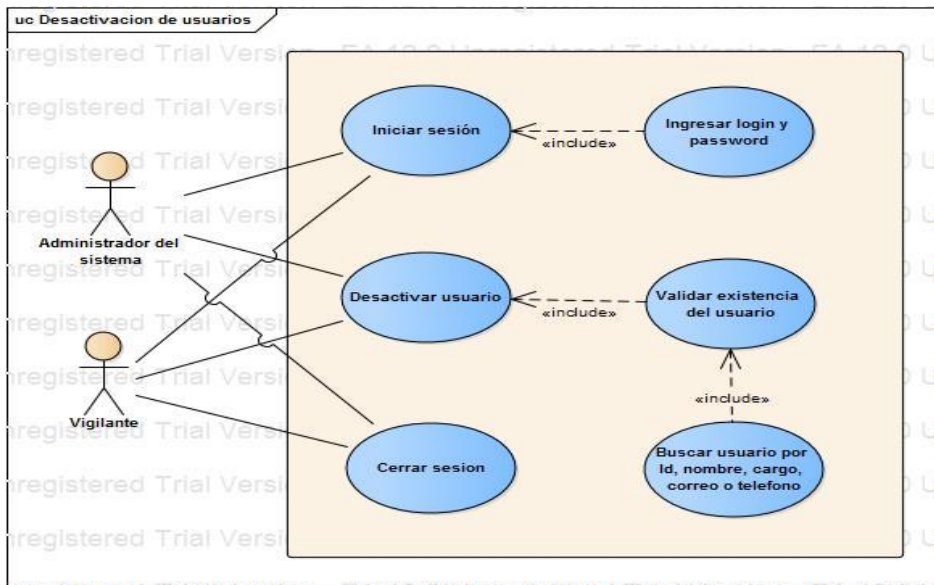 uc Desactivacion de usuarios
Iniciar sesión
«include»
Ingresar login y
password
Administrador del
sistema
Desactivar usuario
«include»
Validar existencia
del usuario
«include»
Vigilante
Cerrar sesion
Buscar usuario por
Id, nombre, cargo,
correo o telefono